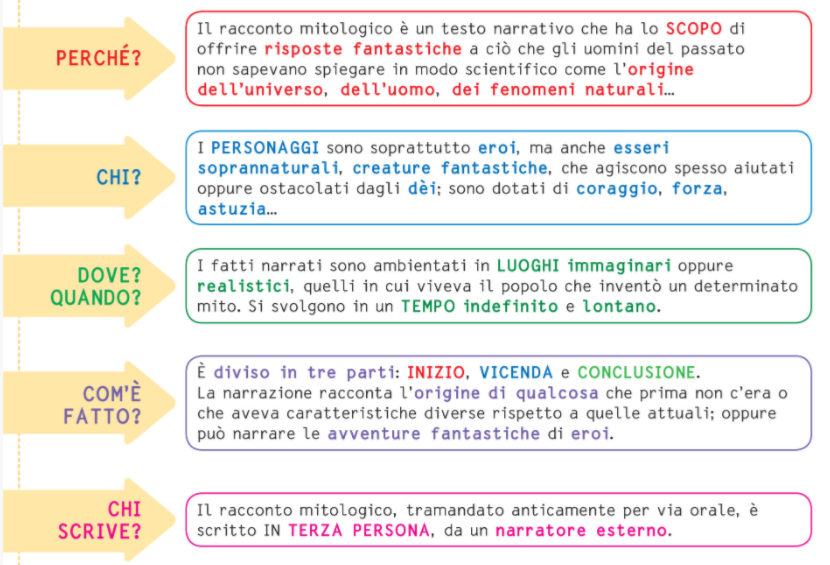 PERCHÉ?
Il racconto mitologico è un testo narrativo che ha lo SCOPO di
offrire risposte fantastiche a ciò che gli uomini del passato
non sapevano spiegare in modo scientifico come l'origine
dell'universo, dell'uomo, dei fenomeni naturali…
CHI?
I PERSONAGGI sono soprattutto eroi, ma anche esseri
soprannaturali, creature fantastiche, che agiscono spesso aiutati
oppure ostacolati dagli dèi; sono dotati di coraggio, forza,
astuzia…
DOVE?
QUANDO?
I fatti narrati sono ambientati in LUOGHI immaginari oppure
realistici, quelli in cui viveva il popolo che inventò un determinato
mito. Si svolgono in un TEMPO indefinito e lontano.
COM'È
FATTO?
È diviso in tre parti: INIZIO, VICENDA e CONCLUSIONE.
La narrazione racconta l'origine di qualcosa che prima non c'era o
che aveva caratteristiche diverse rispetto a quelle attuali; oppure
può narrare le avventure fantastiche di eroi.
CHI
SCRIVE?
Il racconto mitologico, tramandato anticamente per via orale, è
scritto IN TERZA PERSONA, da un narratore esterno.